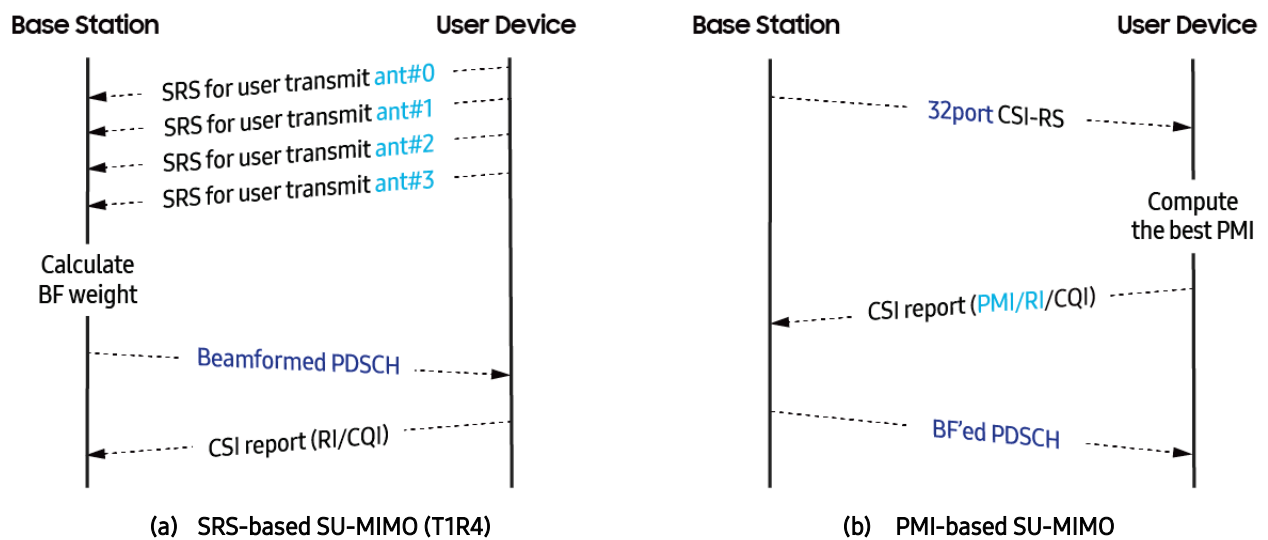 Base Station
User Device
SRS for user transmit ant#0
SRS for user transmit ant#1
SRS for user transmit ant#2
SRS for user transmit ant#3
Calculate
BF weight
Beamformed PDSCH
CSI report (RI/CQI)
(a) SRS-based SU-MIMO (T1R4)
Base Station
User Device
32port CSI-RS
Compute
the best PMI
CSI report (PMI/RI/CQI)
BF'ed PDSCH
(b) PMI-based SU-MIMO